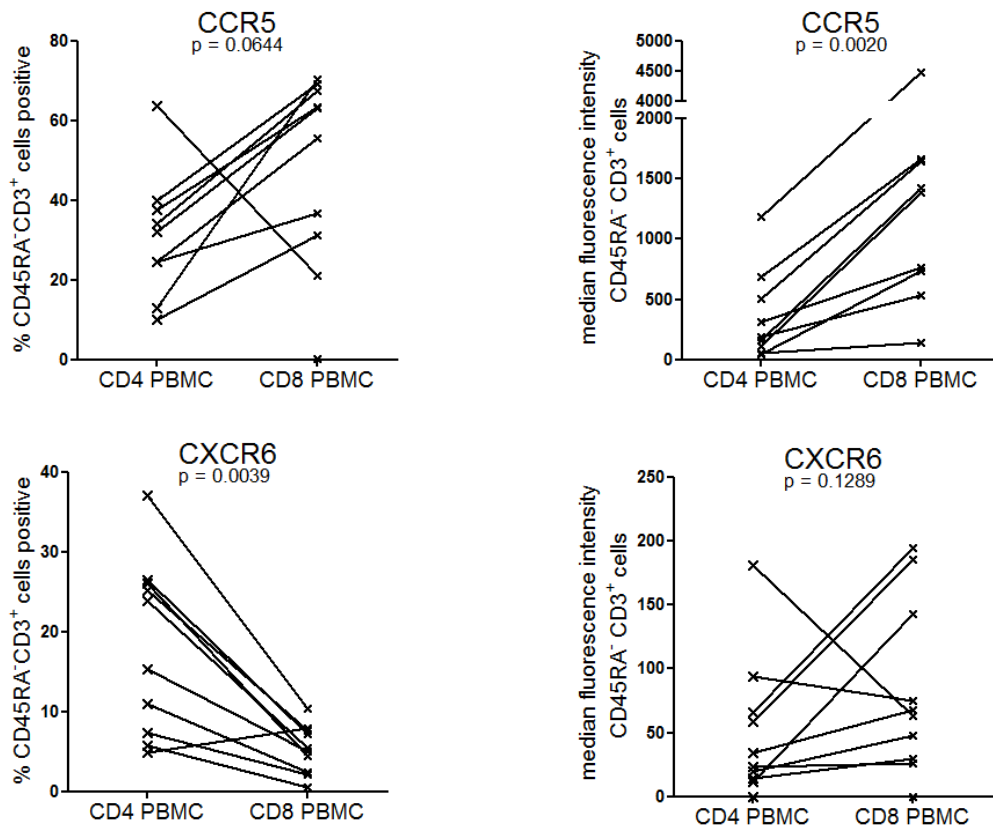 CCR5
p = 0.0644
% CD45RA⁻CD3⁺ cells positive
80
60
40
20
0
CD4 PBMC CD8 PBMC
CCR5
p = 0.0020
median fluorescence intensity
CD45RA⁻ CD3⁺ cells
5000
4500
4000
2000
1500
1000
500
0
CD4 PBMC CD8 PBMC
CXCR6
p = 0.0039
% CD45RA⁻CD3⁺ cells positive
40
30
20
10
0
CD4 PBMC CD8 PBMC
CXCR6
p = 0.1289
median fluorescence intensity
CD45RA⁻ CD3⁺ cells
250
200
150
100
50
0
CD4 PBMC CD8 PBMC